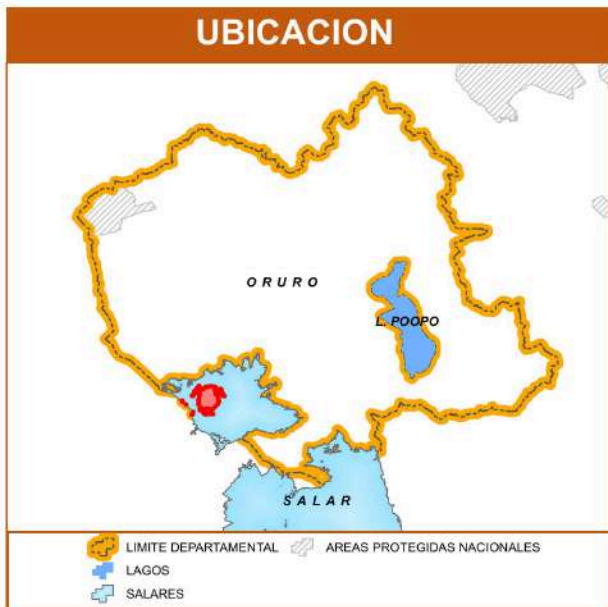 UBICACION
ORURO
L. POOPO
SALAR
LIMITE DEPARTAMENTAL
AREAS PROTEGIDAS NACIONALES
LAGOS
SALARES